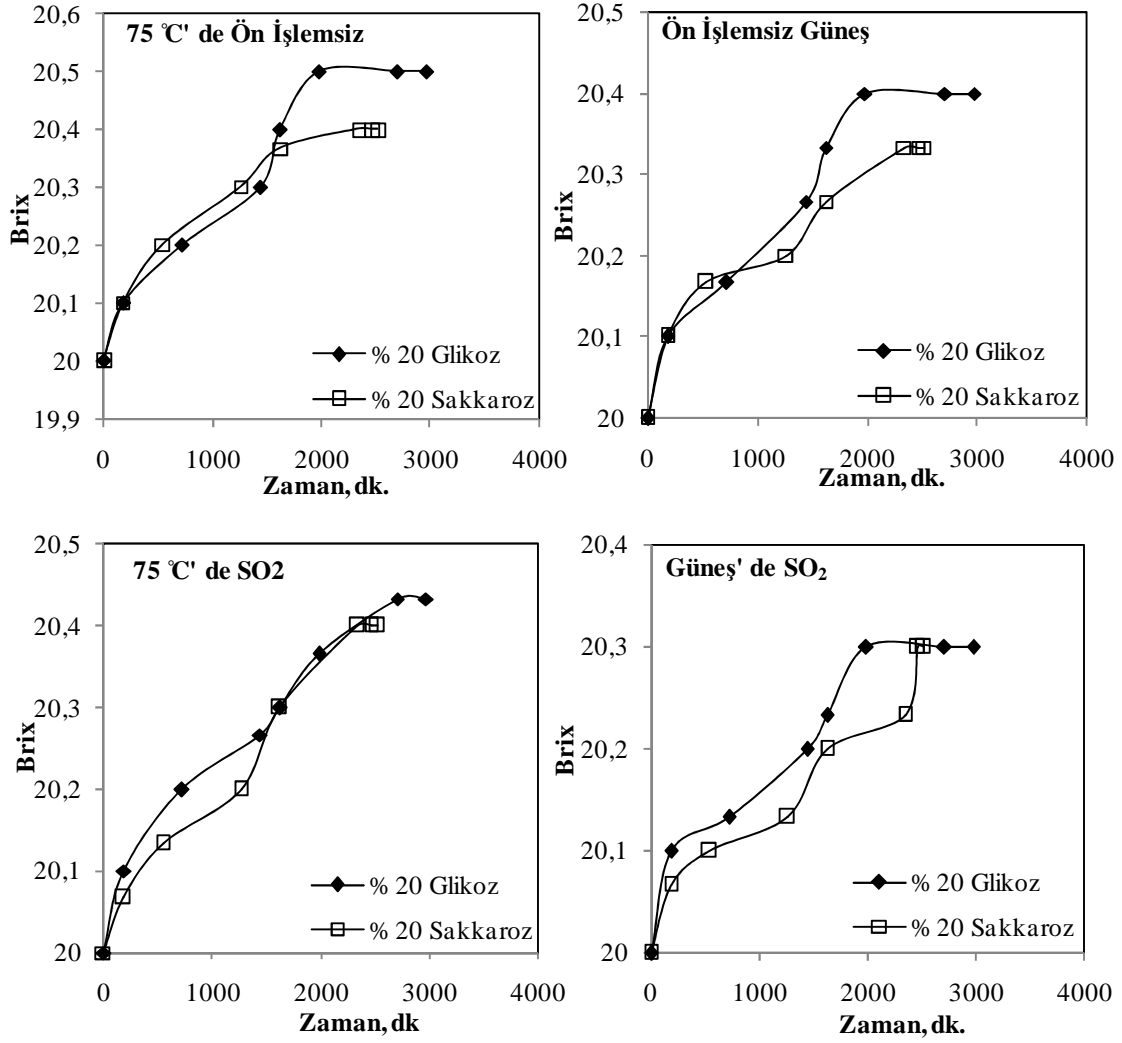 75 ℃' de Ön İşlemsiz
20,6
20,5
20,4
20,3
20,2
20,1
20
19,9
Brix
% 20 Glikoz
% 20 Sakkaroz
0 1000 2000 3000 4000
Zaman, dk.
Ön İşlemsiz Güneş
20,5
20,4
20,3
20,2
20,1
20
Brix
% 20 Glikoz
% 20 Sakkaroz
0 1000 2000 3000 4000
Zaman, dk.
75 ℃' de SO2
20,5
20,4
20,3
20,2
20,1
20
Brix
% 20 Glikoz
% 20 Sakkaroz
0 1000 2000 3000 4000
Zaman, dk
Güneş' de SO₂
20,4
20,3
20,2
20,1
20
Brix
% 20 Glikoz
% 20 Sakkaroz
0 1000 2000 3000 4000
Zaman, dk.